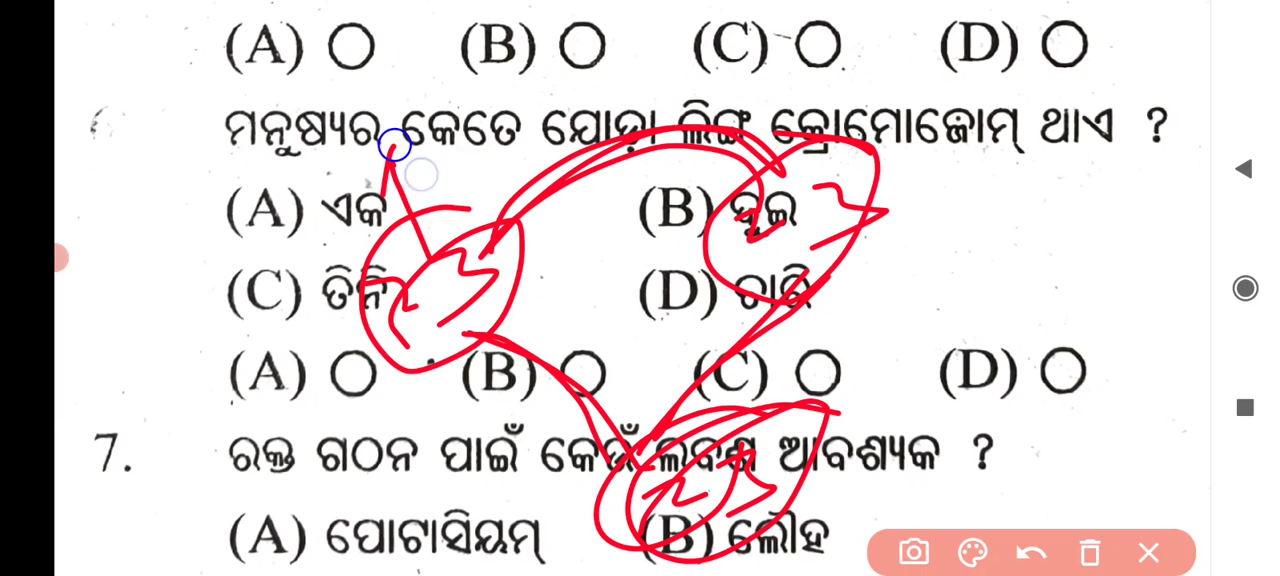 (A) ○ (B) ○ (C) ○ (D) ○
ମନୁଷ୍ୟର କେତେ ଯୋଡ଼ା ଲିଙ୍ଗ କ୍ରୋମୋଜୋମ୍ ଥାଏ ?
(A) ଏକ (B) ଦୁଇ
(C) ତିନି (D) ଚାରି
(A) ○ (B) ○ (C) ○ (D) ○
7. ରକ୍ତ ଗଠନ ପାଇଁ କେଉଁ ଲବଣ ଆବଶ୍ୟକ ?
(A) ପୋଟାସିୟମ୍ (B) ଲୌହ